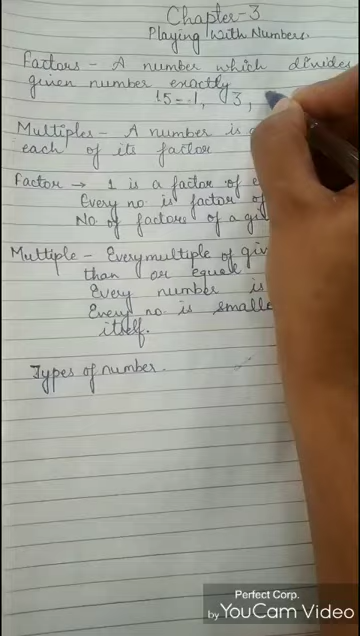 Chapter-3
Playing with Numbers.
Factors - A number which divides
given number exactly
15 = 1, 3,
Multiples - A number is
each of its factor
Factor → 1 is a factor of
Every no is factor of
No of factors of a
Multiple - Every multiple of
than or equal
Every number is
Every no. is
itself.
Types of number.
Perfect Corp.
by YouCam Video